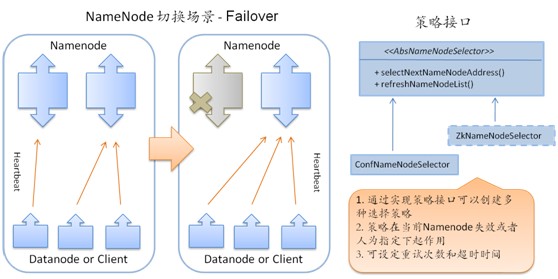 NameNode 切换场景 - Failover
Namenode
Heartbeat
Datanode or Client
Namenode
Heartbeat
Datanode or Client
策略接口
<<AbsNameNodeSelector>>
+ selectNextNameNodeAddress()
+ refreshNameNodeList()
ZkNameNodeSelector
ConfNameNodeSelector
1. 通过实现策略接口可以创建多
种选择策略
2. 策略在当前Namenode失效或者
人为指定下起作用
3. 可设定重试次数和超时时间